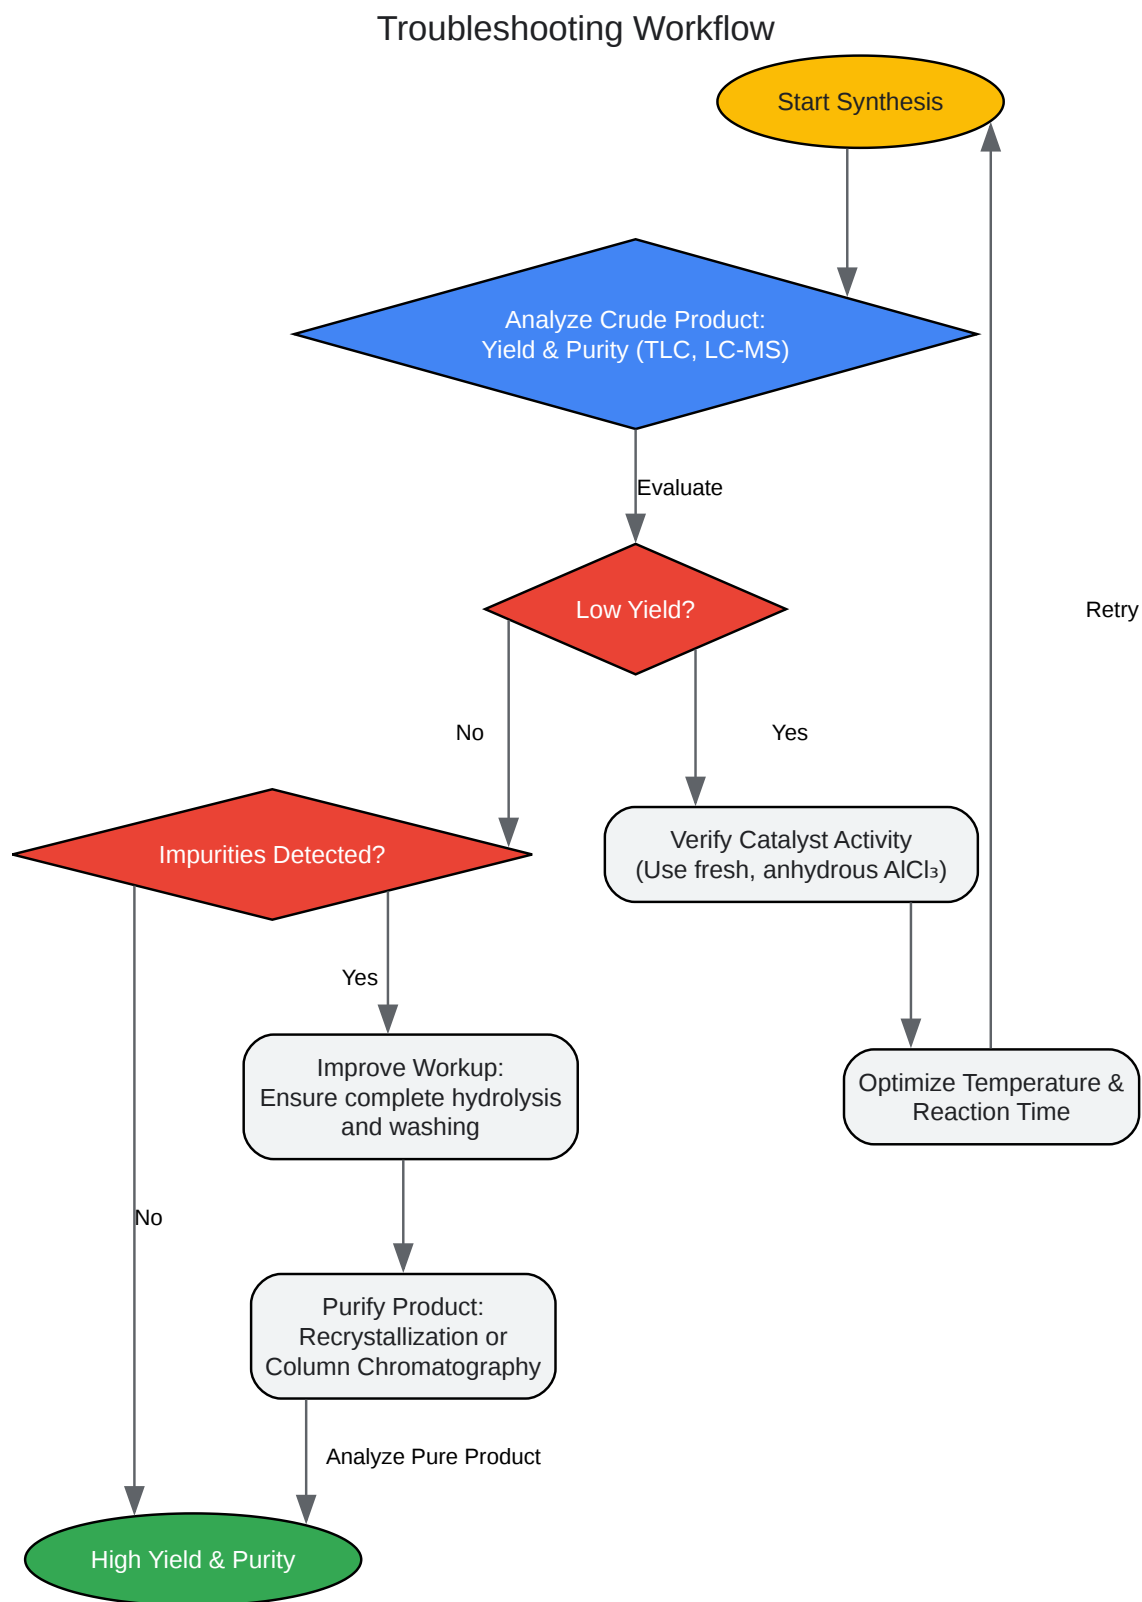 Troubleshooting Workflow
Start Synthesis
Analyze Crude Product:
Yield & Purity (TLC, LC-MS)
Evaluate
Low Yield?
Retry
No
Yes
Impurities Detected?
Verify Catalyst Activity
(Use fresh, anhydrous AlCl₃)
Yes
Improve Workup:
Ensure complete hydrolysis
and washing
Optimize Temperature &
Reaction Time
No
Purify Product:
Recrystallization or
Column Chromatography
Analyze Pure Product
High Yield & Purity